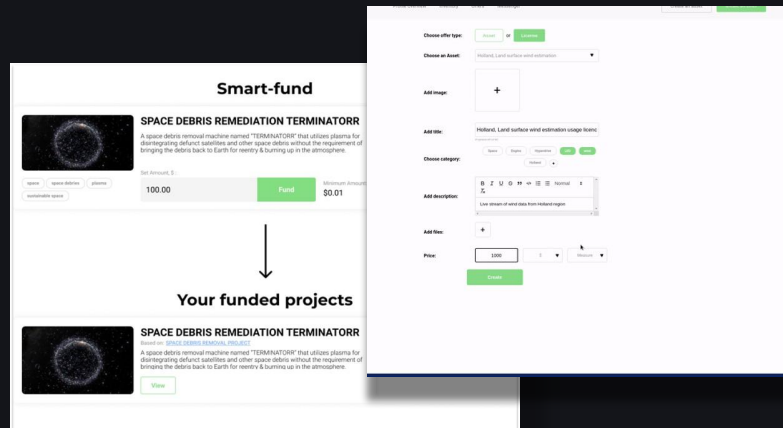 Smart-fund
SPACE DEBRIS REMEDIATION TERMINATORR
A space debris removal machine named "TERMINATORR" that utilizes plasma for
disintegrating defunct satellites and other space debris without the requirement of
bringing the debris back to Earth for reentry & burning up in the atmosphere.
space
space debries
plasma
sustainable space
Set Amount, $
100.00
Fund
Minimum Amount
$0.01
Your funded projects
SPACE DEBRIS REMEDIATION TERMINATORR
Based on: SPACE DEBRIS REMOVAL PROJECT
A space debris removal machine named "TERMINATORR" that utilizes plasma for
disintegrating defunct satellites and other space debris without the requirement of
bringing the debris back to Earth for reentry & burning up in the atmosphere.
View
Choose offer type:
Asset or License
Choose an Asset:
Holland, Land surface wind estimation
Add image:
+
Add title:
Holland, Land surface wind estimation usage licenc
Choose category:
Holland +
B I U S
Normal
Add description:
Live stream of wind data from Holland region
Add files:
+
Price:
1000
$
Measure
Create